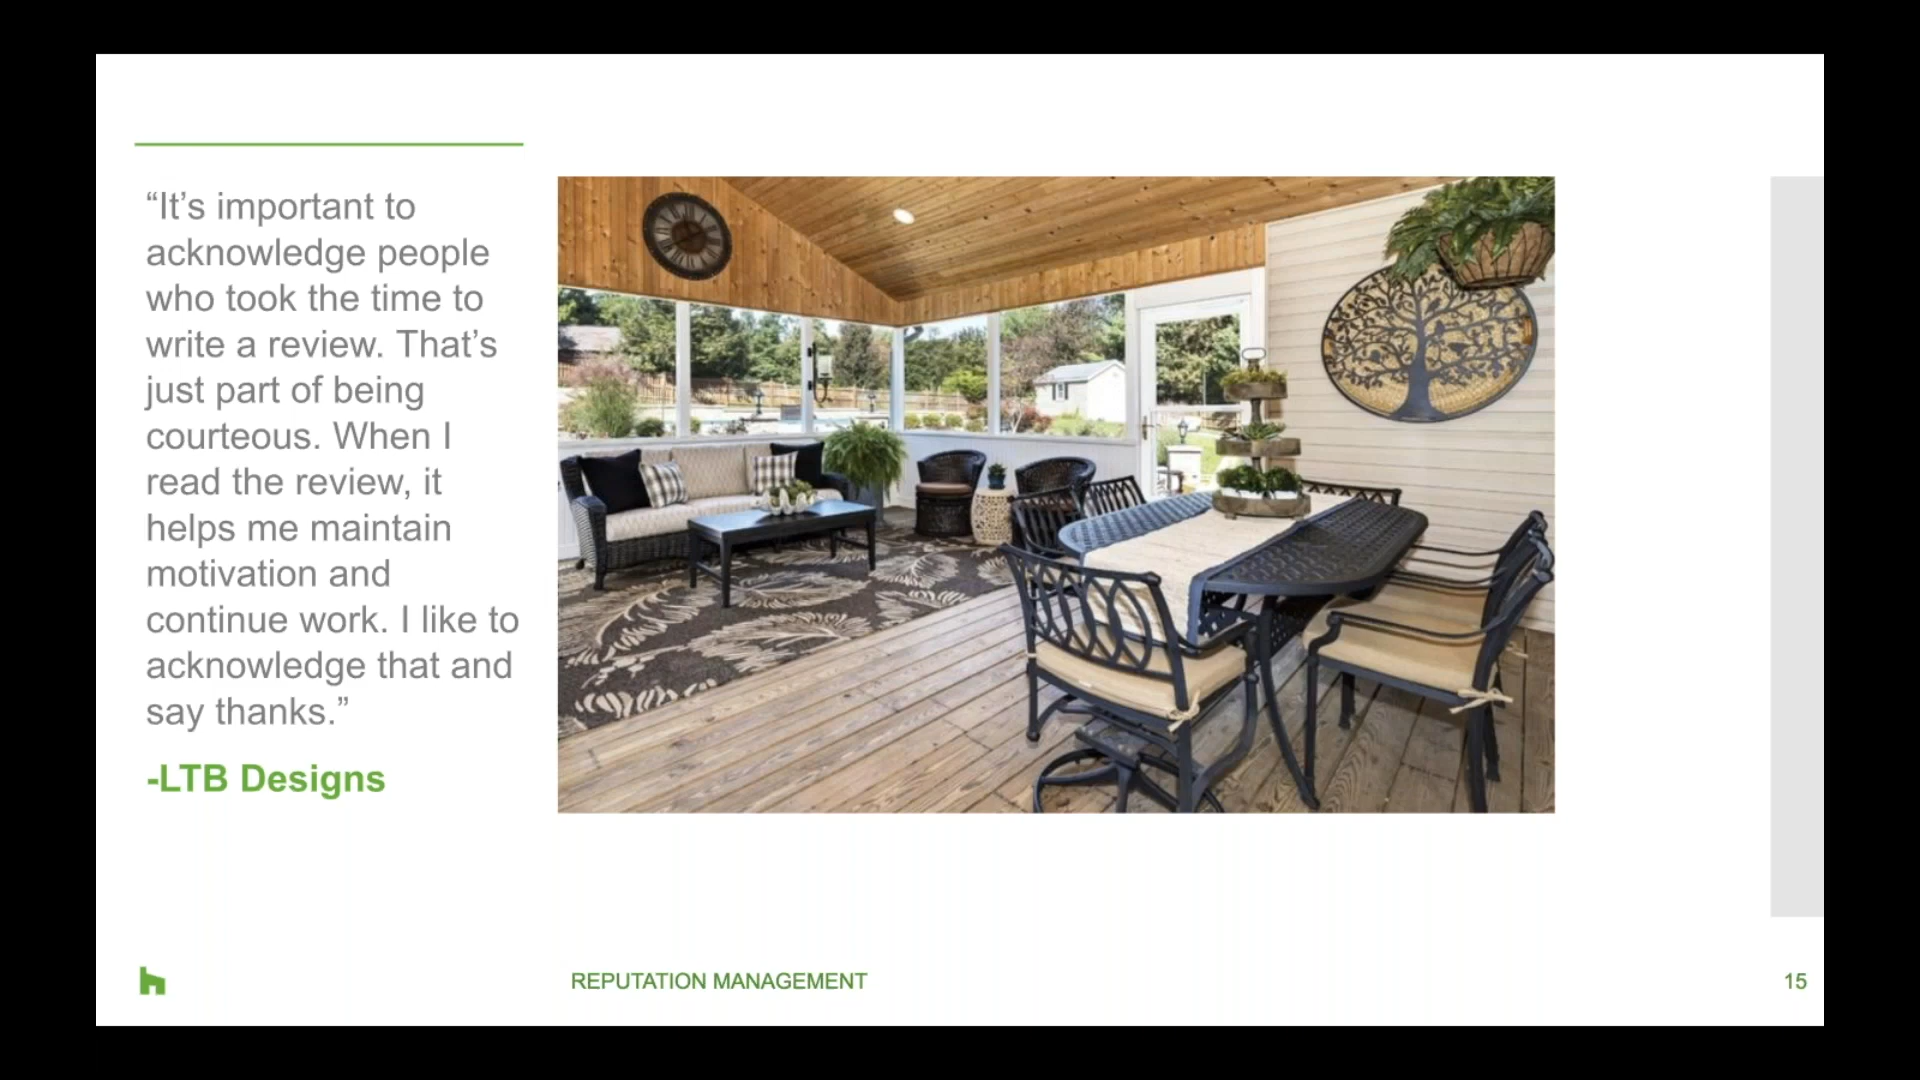 “It’s important to
acknowledge people
who took the time to
write a review. That’s
just part of being
courteous. When I
read the review, it
helps me maintain
motivation and
continue work. I like to
acknowledge that and
say thanks.”
-LTB Designs
REPUTATION MANAGEMENT
15